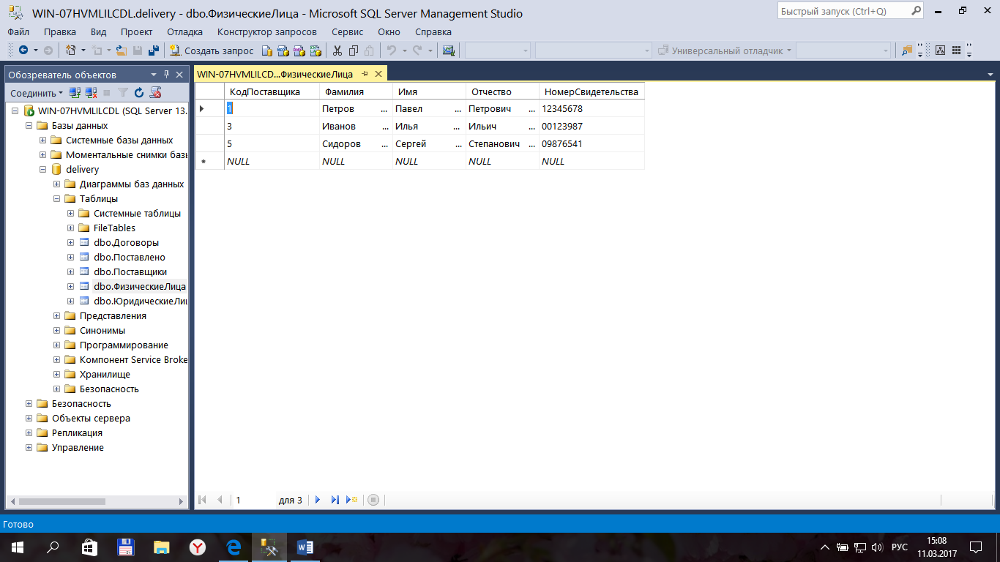 WIN-07HVMLILCDL.delivery - dbo.ФизическиеЛица - Microsoft SQL Server Management Studio
Быстрый запуск (Ctrl+Q)
Файл Правка Вид Проект Отладка Конструктор запросов Сервис Окно Справка
Создать запрос
Универсальный отладчик
Обозреватель объектов
Соединить
WIN-07HVMLILCDL (SQL Server 13.
Базы данных
Системные базы данных
Моментальные снимки базы
delivery
Диаграммы баз данных
Таблицы
Системные таблицы
FileTables
dbo.Договоры
dbo.Поставлено
dbo.Поставщики
dbo.ФизическиеЛица
dbo.ЮридическиеЛиц
Представления
Синонимы
Программирование
Компонент Service Broke
Хранилище
Безопасность
Безопасность
Объекты сервера
Репликация
Управление
WIN-07HVMLILCD...ФизическиеЛица
КодПоставщика Фамилия Имя Отчество НомерСвидетельства
1 Петров ... Павел ... Петрович ... 12345678
3 Иванов ... Илья ... Ильич ... 00123987
5 Сидоров ... Сергей ... Степанович ... 09876541
NULL NULL NULL NULL NULL
1 для 3
Готово
РУС
15:08
11.03.2017